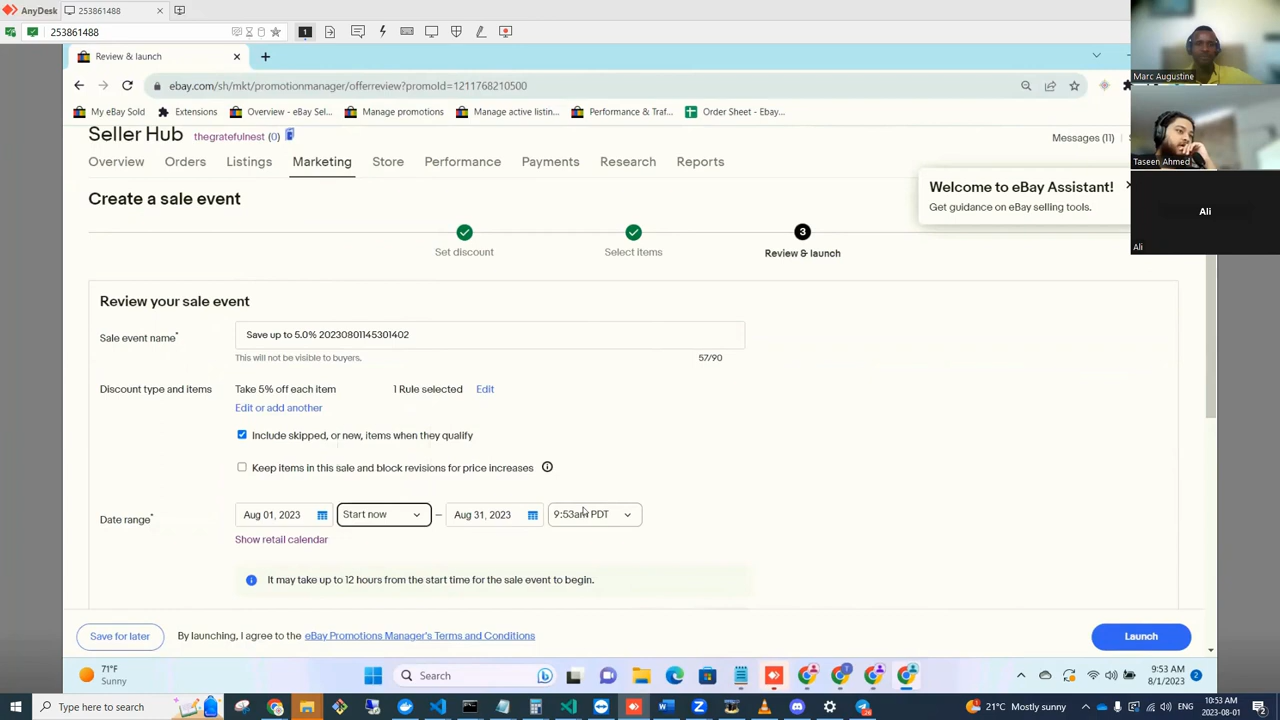 AnyDesk
253861488
253861488
1
Review & launch
ebay.com/sh/mkt/promotionmanager/offerreview?promoId=1211768210500
My eBay Sold
Extensions
Overview - eBay Sel...
Manage promotions
Manage active listin...
Performance & Traf...
Order Sheet - Ebay...
Seller Hub
thegratefulnest (0)
Messages (11)
Overview
Orders
Listings
Marketing
Store
Performance
Payments
Research
Reports
Create a sale event
Welcome to eBay Assistant!
Get guidance on eBay selling tools.
Set discount
Select items
3
Review & launch
Review your sale event
Sale event name*
Save up to 5.0% 20230801145301402
This will not be visible to buyers.
57/90
Discount type and items
Take 5% off each item
1 Rule selected
Edit
Edit or add another
Include skipped, or new, items when they qualify
Keep items in this sale and block revisions for price increases
Date range*
Aug 01, 2023
Start now
–
Aug 31, 2023
9:53am PDT
Show retail calendar
It may take up to 12 hours from the start time for the sale event to begin.
Save for later
By launching, I agree to the eBay Promotions Manager's Terms and Conditions
Launch
71°F
Sunny
Search
9:53 AM
8/1/2023
2
Type here to search
21°C Mostly sunny
10:53 AM
2023-08-01
Marc Augustine
Taseen Ahmed
Ali
Ali